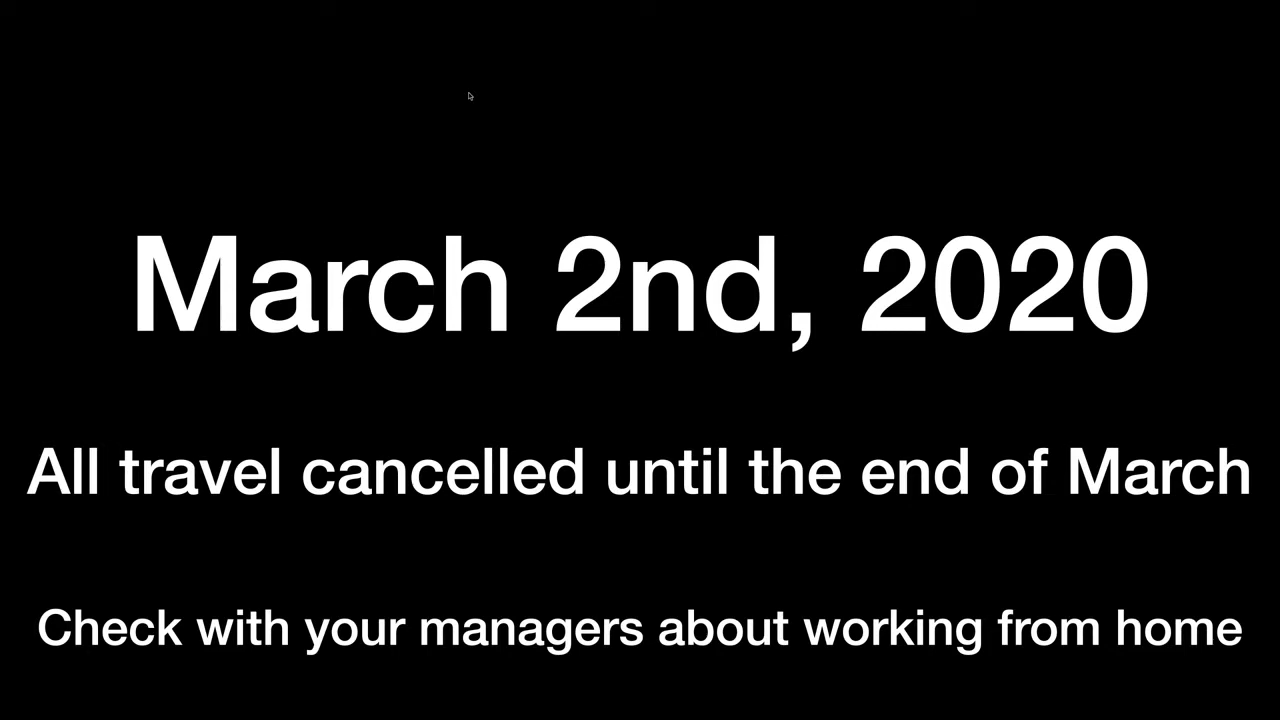 March 2nd, 2020
All travel cancelled until the end of March
Check with your managers about working from home